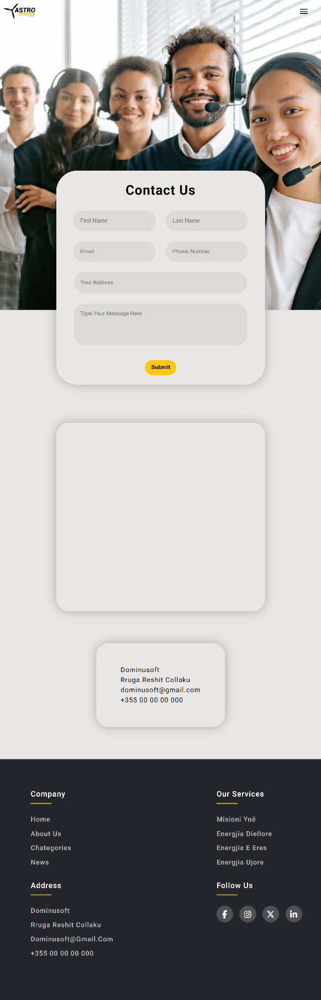 ASTRO
energy
Contact Us
First Name
Last Name
Email
Phone Number
Your Address
Type Your Message Here
Submit
Dominusoft
Rruga Reshit Collaku
dominusoft@gmail.com
+355 00 00 00 000
Company
Home
About Us
Chategories
News
Our Services
Misioni Ynë
Energjia Diellore
Energjia E Eres
Energjia Ujore
Address
Dominusoft
Rruga Reshit Collaku
Dominusoft@Gmail.Com
+355 00 00 00 000
Follow Us